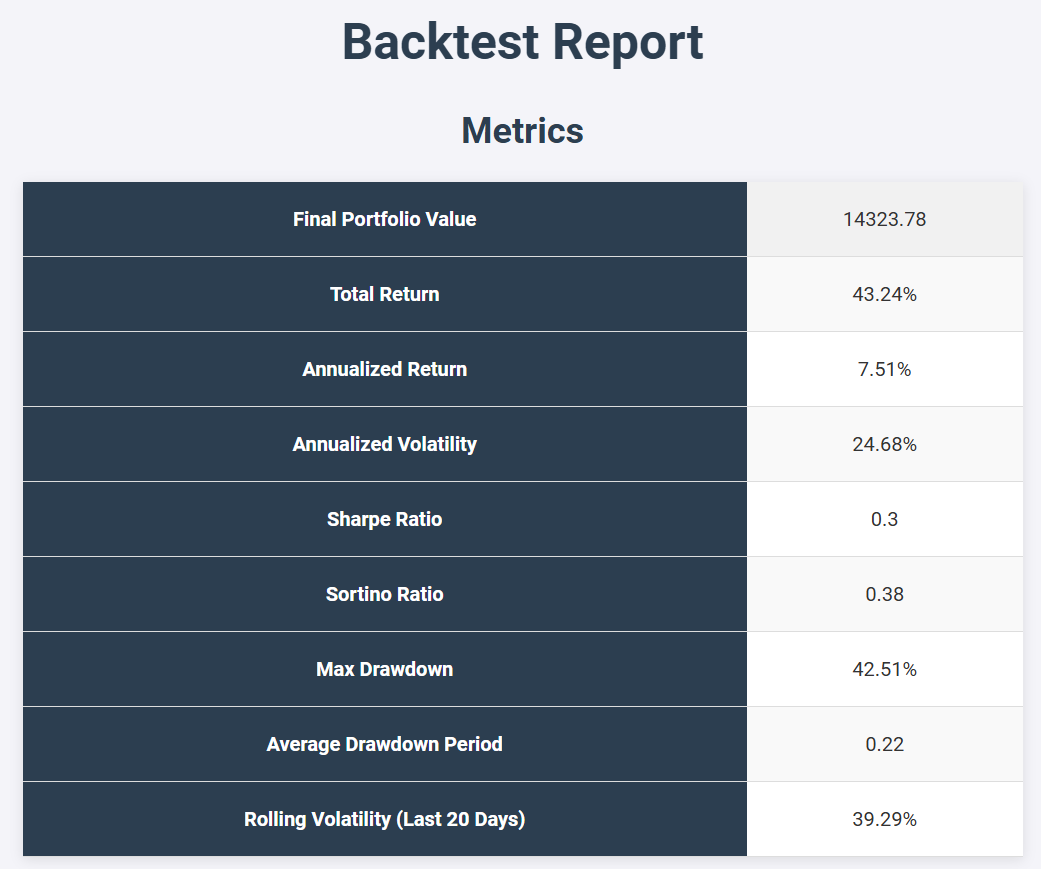 Backtest Report
Metrics
Final Portfolio Value 14323.78
Total Return 43.24%
Annualized Return 7.51%
Annualized Volatility 24.68%
Sharpe Ratio 0.3
Sortino Ratio 0.38
Max Drawdown 42.51%
Average Drawdown Period 0.22
Rolling Volatility (Last 20 Days) 39.29%